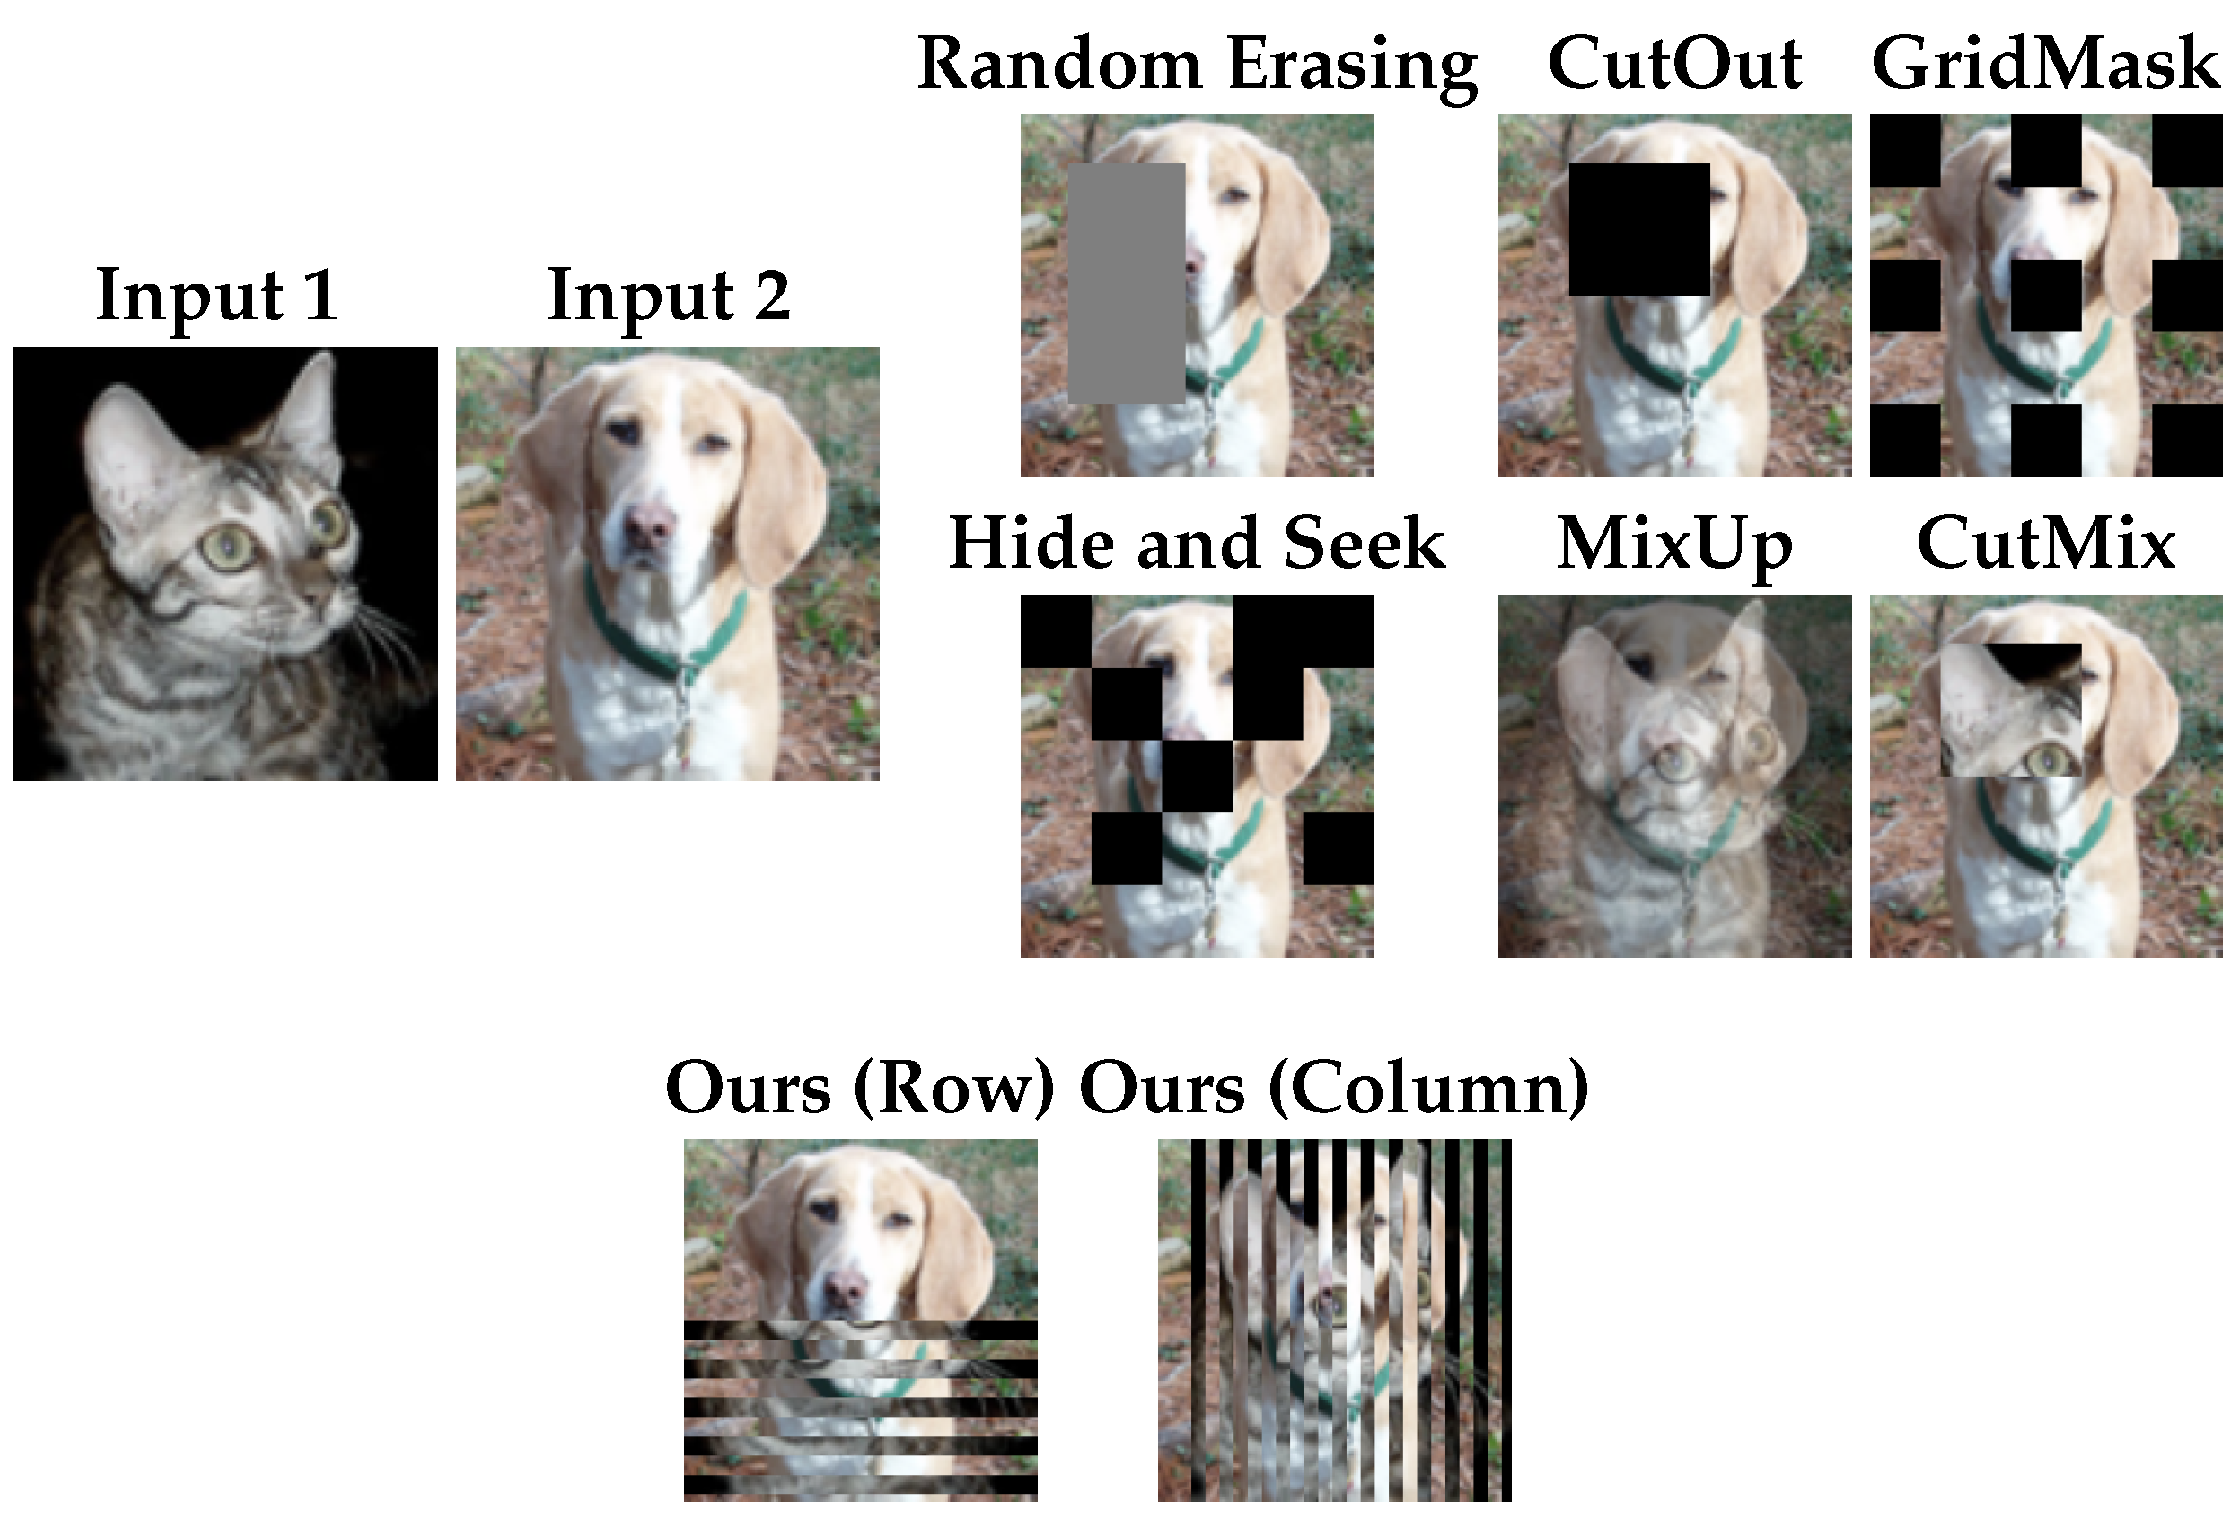 Random Erasing
CutOut
GridMask
Input 1
Input 2
Hide and Seek
MixUp
CutMix
Ours (Row)
Ours (Column)